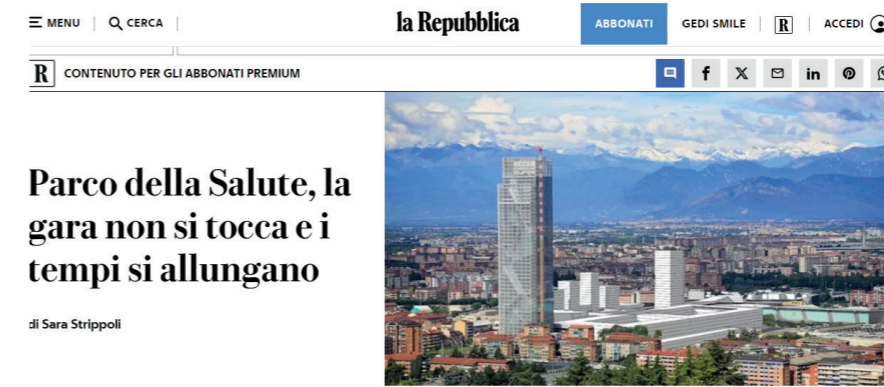 MENU CERCA la Repubblica ABBONATI GEDI SMILE R ACCEDI
R CONTENUTO PER GLI ABBONATI PREMIUM f X in
Parco della Salute, la
gara non si tocca e i
tempi si allungano
di Sara Strippoli